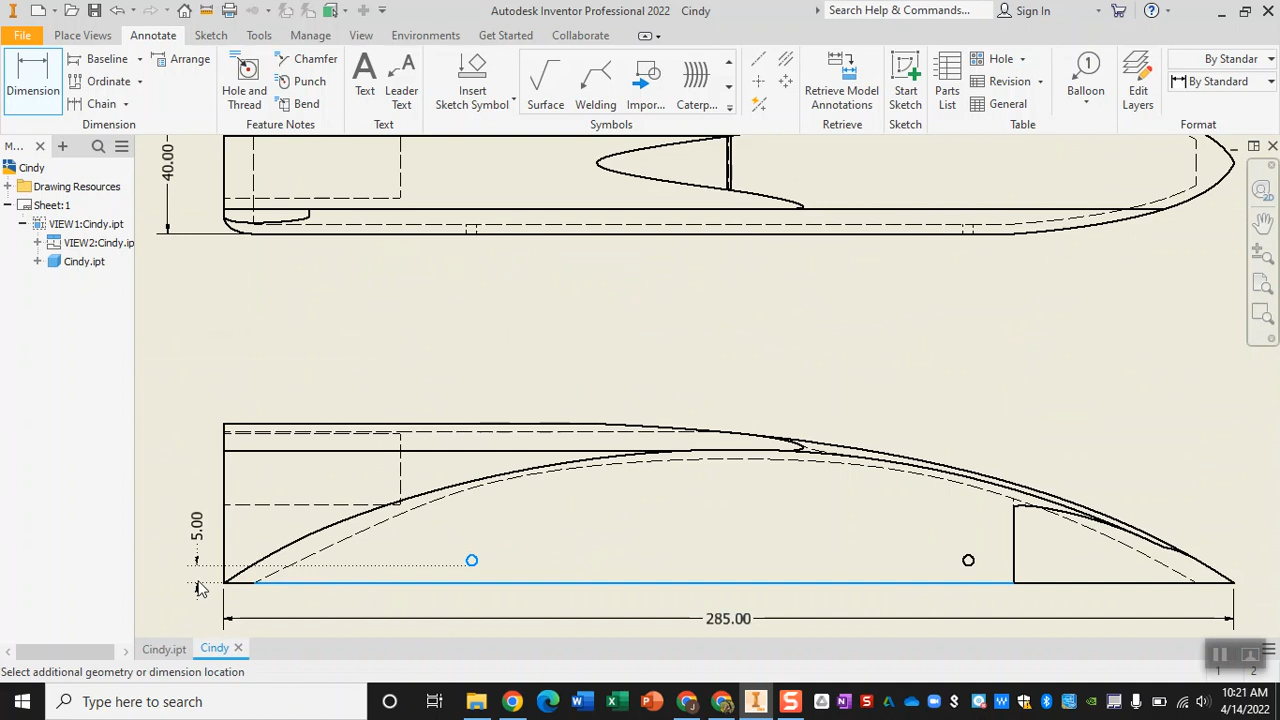 Autodesk Inventor Professional 2022 Cindy
Search Help & Commands...
Sign In
File Place Views Annotate Sketch Tools Manage View Environments Get Started Collaborate
Dimension
Baseline
Ordinate
Chain
Arrange
Dimension
Hole and Thread
Chamfer
Punch
Bend
Feature Notes
Text
Leader Text
Text
Insert Sketch Symbol
Surface
Welding
Impor...
Caterp...
Symbols
Retrieve Model Annotations
Retrieve
Start Sketch
Sketch
Parts List
Hole
Revision
General
Table
Balloon
Edit Layers
By Standar
By Standard
Format
M...
Cindy
Drawing Resources
Sheet:1
VIEW1:Cindy.ipt
VIEW2:Cindy.ip
Cindy.ipt
40.00
5.00
285.00
Cindy.ipt
Cindy
1
2
Select additional geometry or dimension location
Type here to search
10:21 AM
4/14/2022